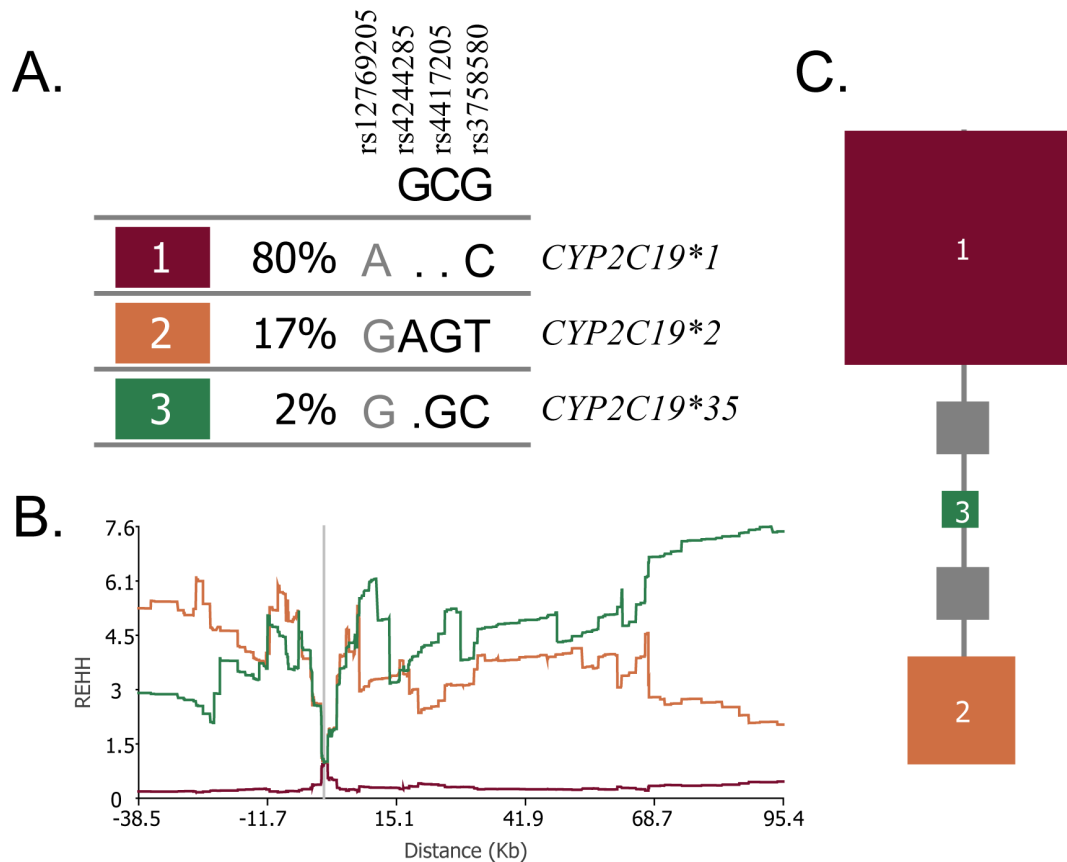 A.
rs12769205
rs4244285
rs4417205
rs3758580
GCG
1 80% A . . C CYP2C19*1
2 17% GAGT CYP2C19*2
3 2% G .GC CYP2C19*35
B.
7.6
6.1
4.5
3
1.5
0
REHH
-38.5 -11.7 15.1 41.9 68.7 95.4
Distance (Kb)
C.
1
3
2